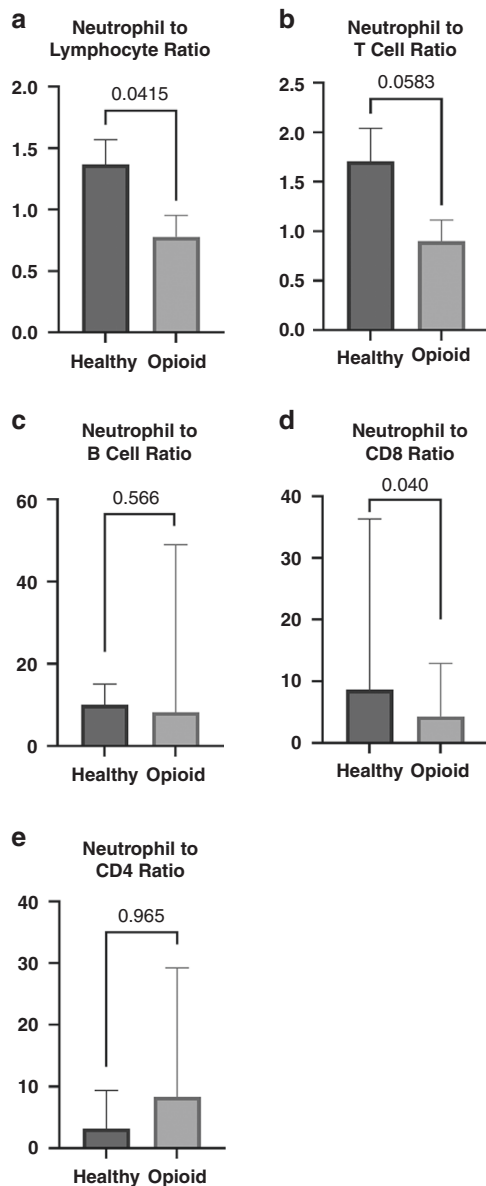 a
Neutrophil to
Lymphocyte Ratio
2.0
0.0415
1.5
1.0
0.5
0.0
Healthy Opioid
b
Neutrophil to
T Cell Ratio
2.5
0.0583
2.0
1.5
1.0
0.5
0.0
Healthy Opioid
c
Neutrophil to
B Cell Ratio
60
0.566
40
20
0
Healthy Opioid
d
Neutrophil to
CD8 Ratio
40
0.040
30
20
10
0
Healthy Opioid
e
Neutrophil to
CD4 Ratio
40
0.965
30
20
10
0
Healthy Opioid